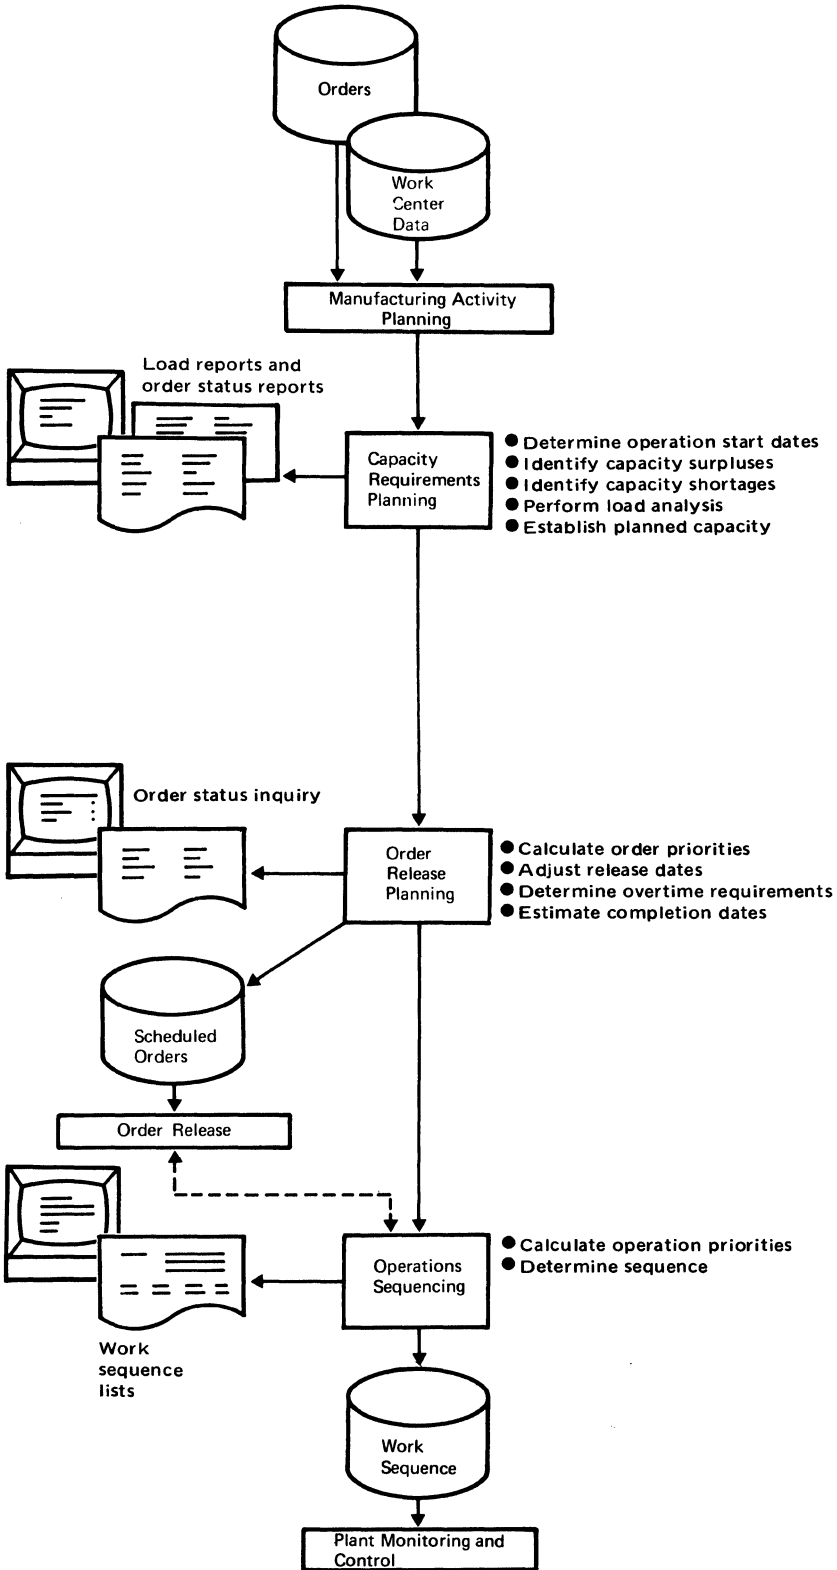 Orders
Work
Center
Data
Manufacturing Activity
Planning
Load reports and
order status reports
Capacity
Requirements
Planning
● Determine operation start dates
● Identify capacity surpluses
● Identify capacity shortages
● Perform load analysis
● Establish planned capacity
Order status inquiry
Order
Release
Planning
● Calculate order priorities
● Adjust release dates
● Determine overtime requirements
● Estimate completion dates
Scheduled
Orders
Order Release
Operations
Sequencing
● Calculate operation priorities
● Determine sequence
Work
sequence
lists
Work
Sequence
Plant Monitoring and
Control